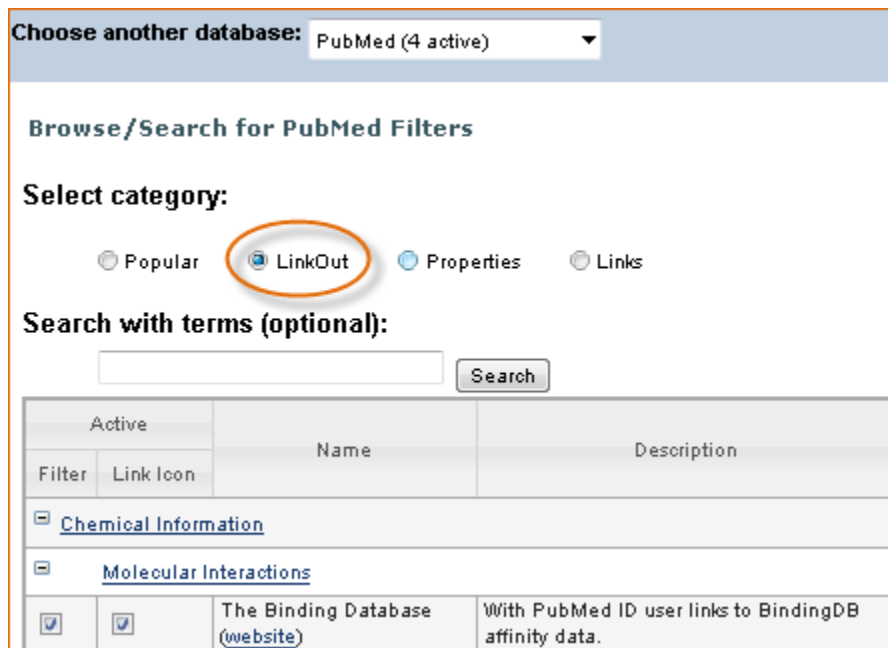 Choose another database: PubMed (4 active)
Browse/Search for PubMed Filters
Select category:
Popular LinkOut Properties Links
Search with terms (optional):
Search
Active
Name
Description
Filter Link Icon
Chemical Information
Molecular Interactions
The Binding Database
(website)
With PubMed ID user links to BindingDB
affinity data.